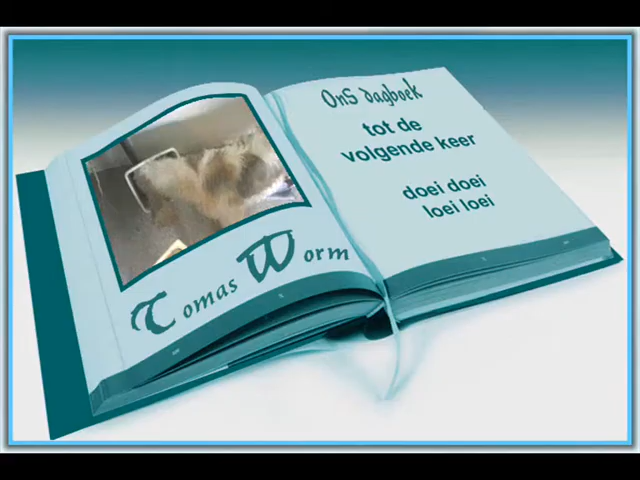 Tomas Worm
OnS dagboek
tot de
volgende keer
doei doei
loei loei